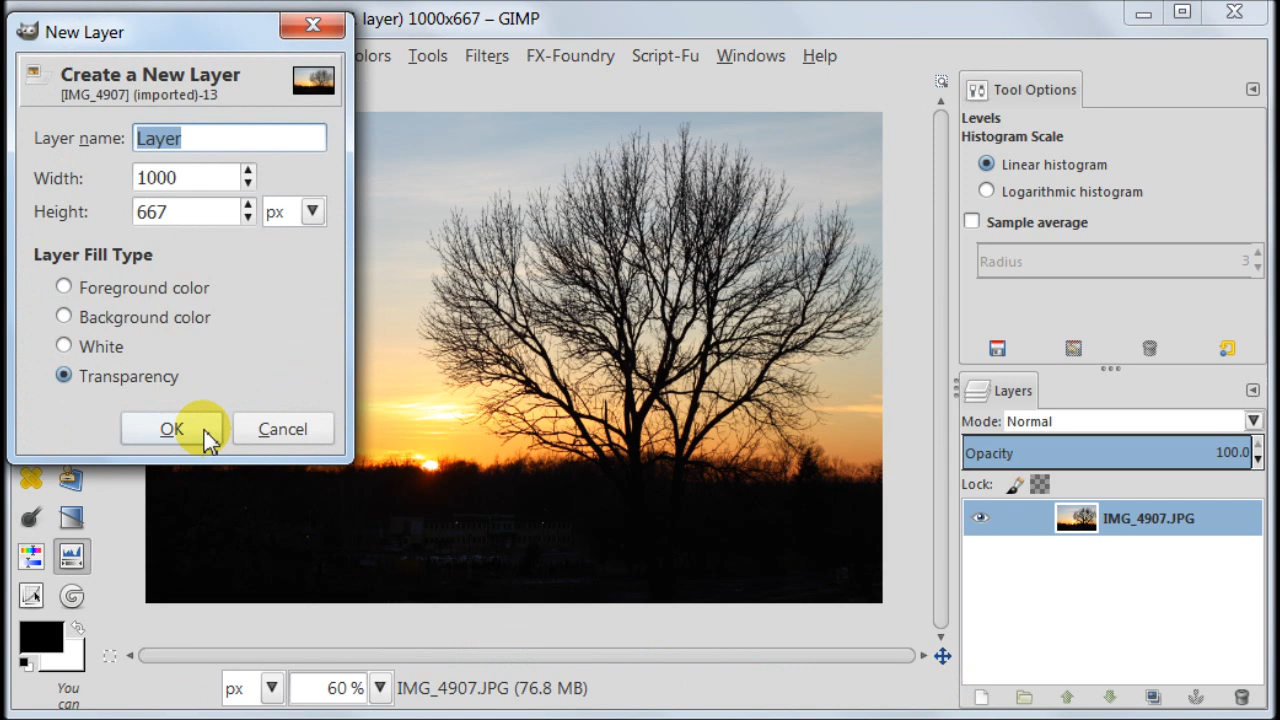 New Layer
layer) 1000x667 – GIMP
Create a New Layer
[IMG_4907] (imported)-13
olors Tools Filters FX-Foundry Script-Fu Windows Help
Layer name: Layer
Width: 1000
Height: 667 px
Layer Fill Type
Foreground color
Background color
White
Transparency
OK Cancel
Tool Options
Levels
Histogram Scale
Linear histogram
Logarithmic histogram
Sample average
Radius 3
Layers
Mode: Normal
Opacity 100.0
Lock:
IMG_4907.JPG
You
can
px 60 % IMG_4907.JPG (76.8 MB)